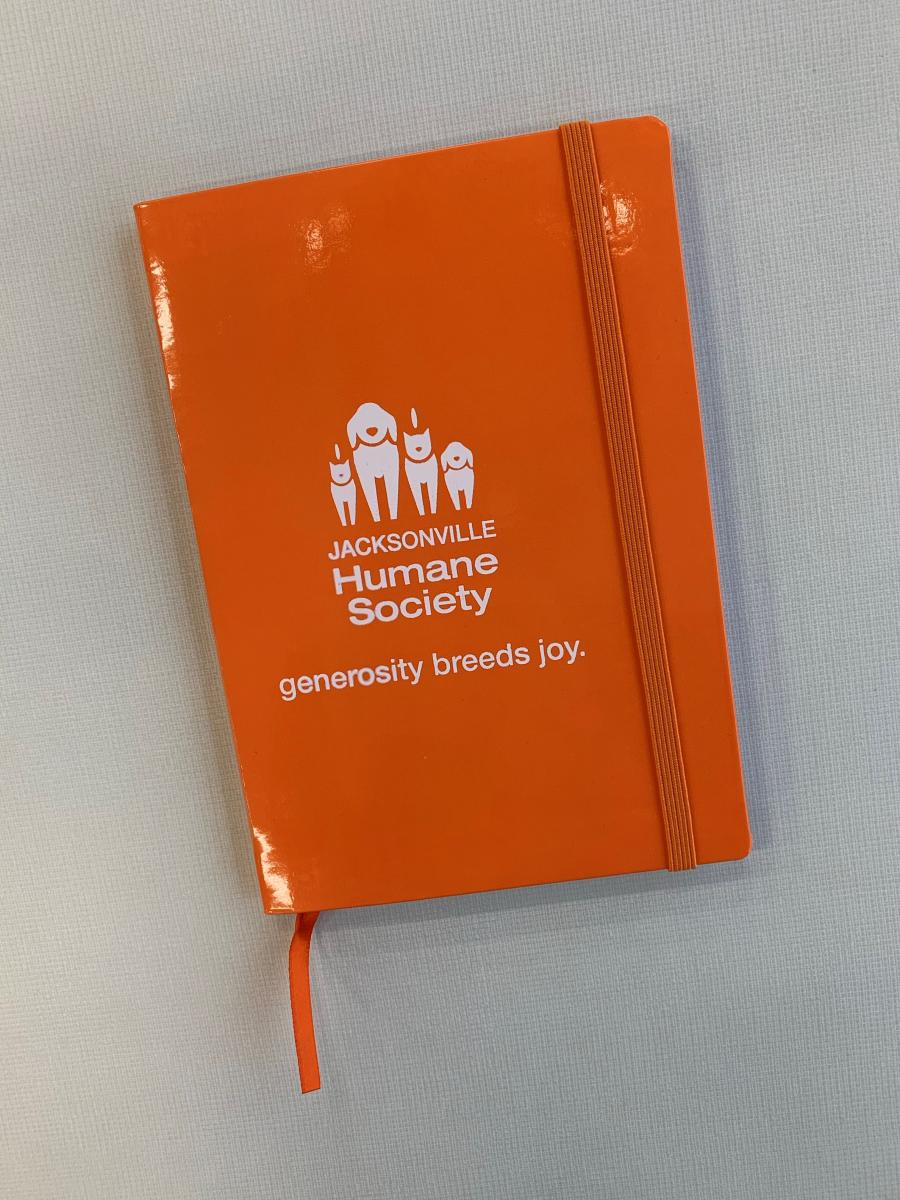 JACKSONVILLE
Humane
Society
generosity breeds joy.